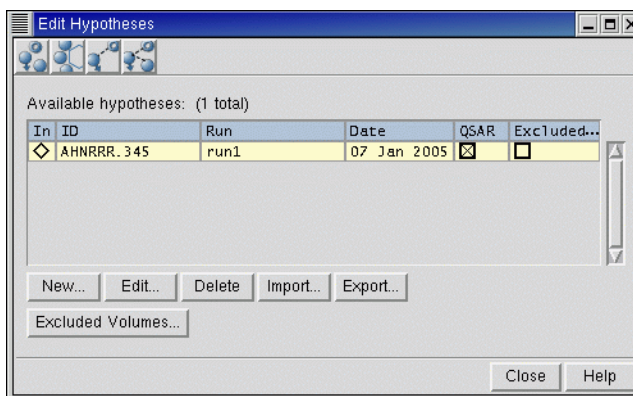 Edit Hypotheses
Available hypotheses: (1 total)
In ID Run Date QSAR Excluded...
AHNRRR.345 run1 07 Jan 2005
New... Edit... Delete Import... Export...
Excluded Volumes...
Close Help